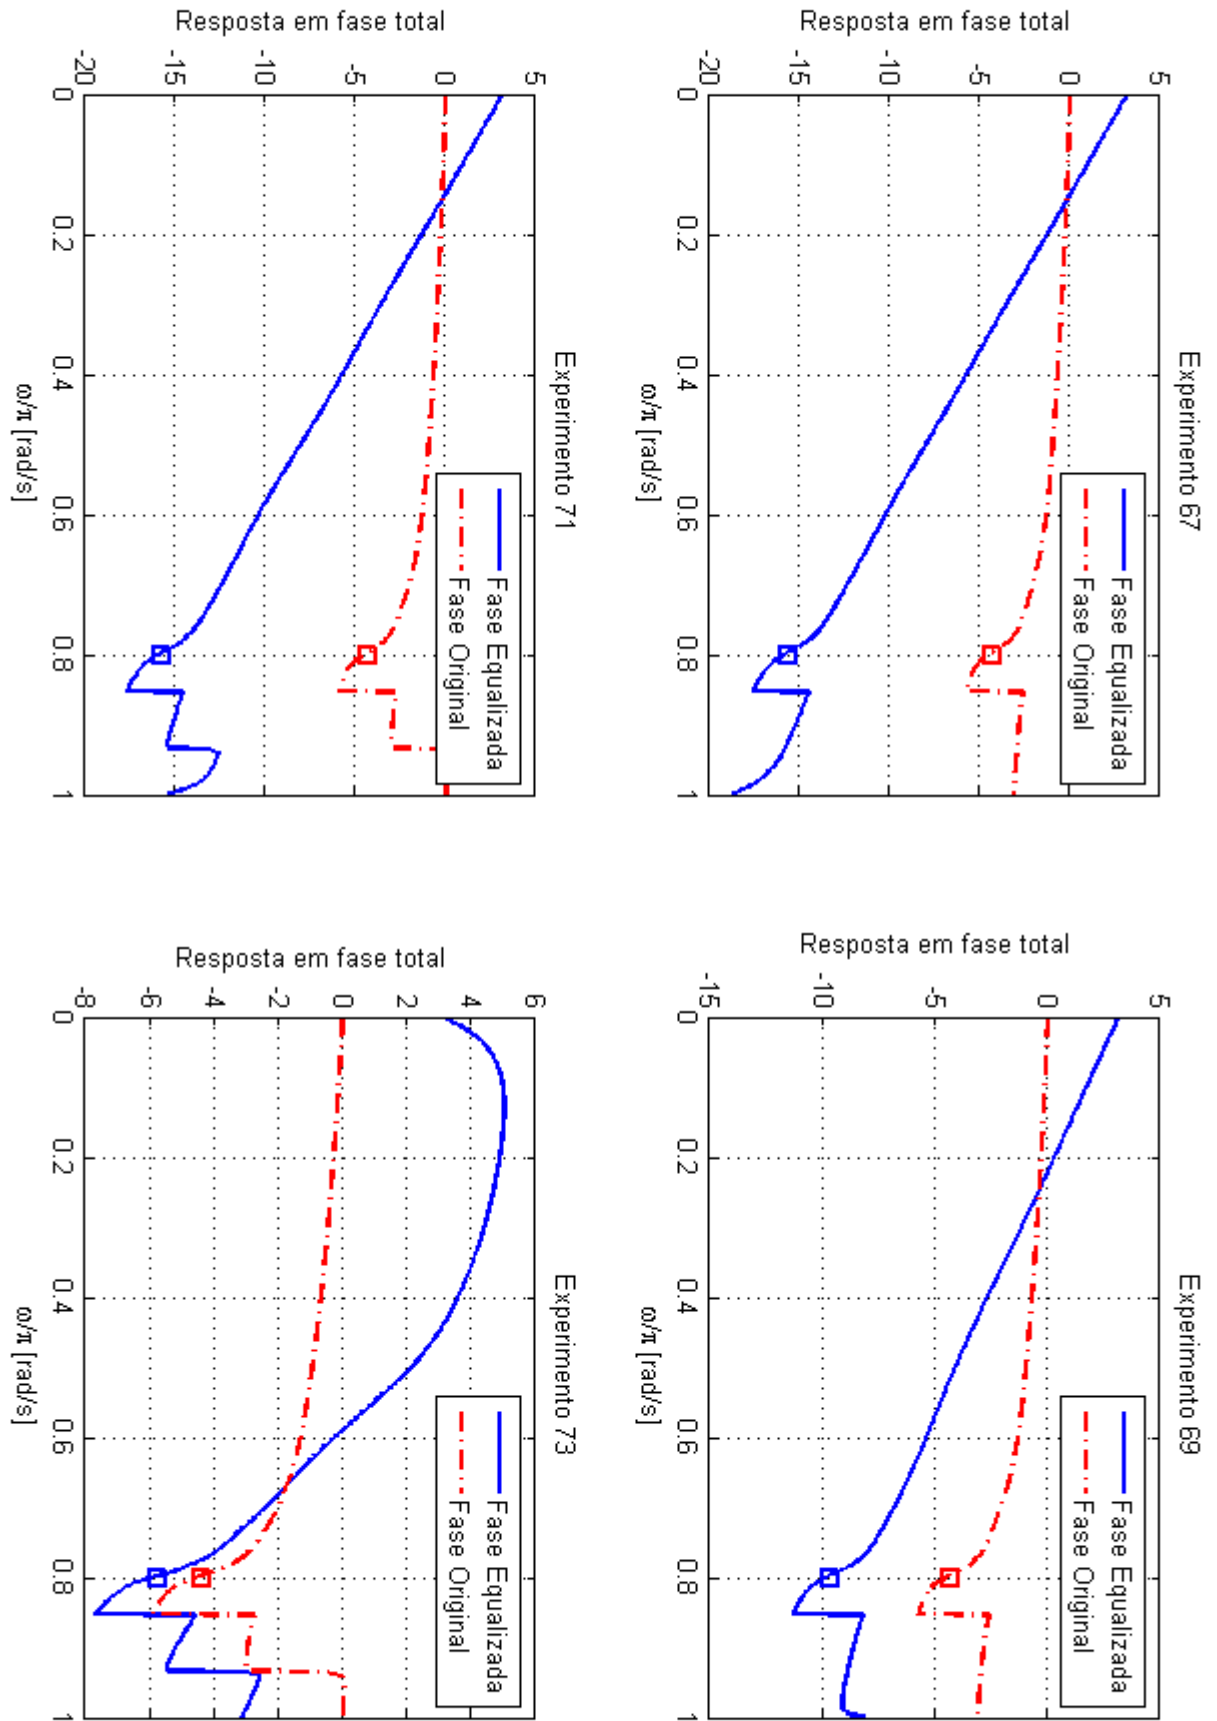 Experimento 67
Resposta em fase total
5
0
-5
-10
-15
-20
0
0.2
0.4
0.6
0.8
1
ω/π [rad/s]
Fase Equalizada
Fase Original
Experimento 69
Resposta em fase total
5
0
-5
-10
-15
0
0.2
0.4
0.6
0.8
1
ω/π [rad/s]
Fase Equalizada
Fase Original
Experimento 71
Resposta em fase total
5
0
-5
-10
-15
-20
0
0.2
0.4
0.6
0.8
1
ω/π [rad/s]
Fase Equalizada
Fase Original
Experimento 73
Resposta em fase total
6
4
2
0
-2
-4
-6
-8
0
0.2
0.4
0.6
0.8
1
ω/π [rad/s]
Fase Equalizada
Fase Original